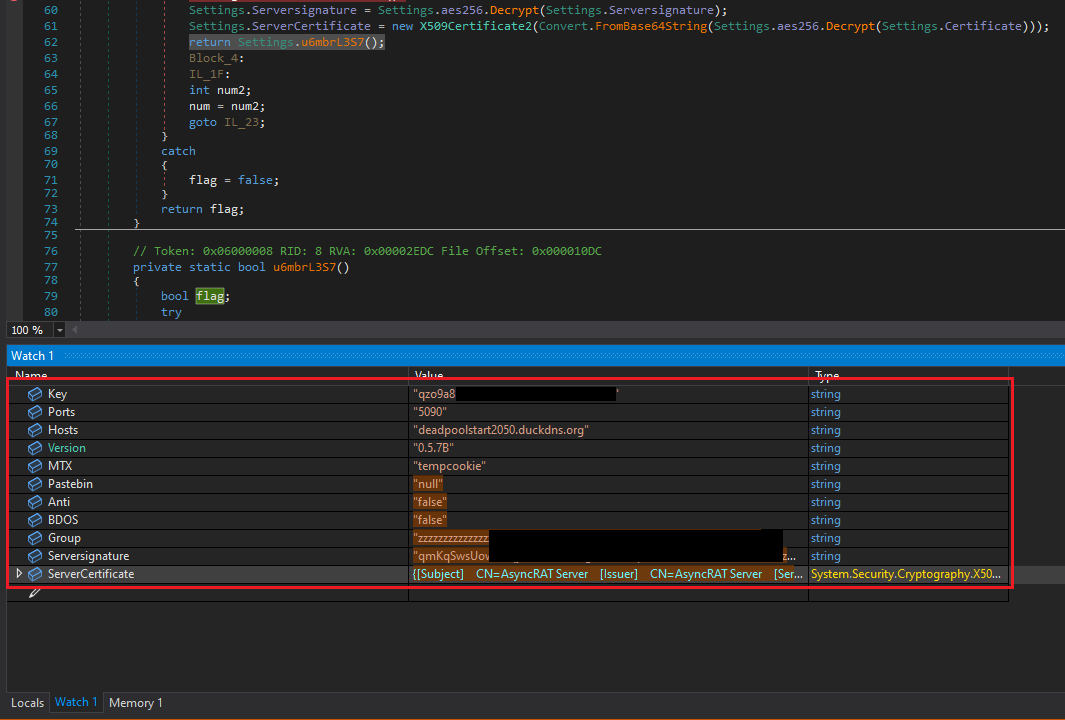 60 Settings.Serversignature = Settings.aes256.Decrypt(Settings.Serversignature);
61 Settings.ServerCertificate = new X509Certificate2(Convert.FromBase64String(Settings.aes256.Decrypt(Settings.Certificate)));
62 return Settings.u6mbrL3S7();
63 Block_4:
64 IL_1F:
65 int num2;
66 num = num2;
67 goto IL_23;
68 }
69 catch
70 {
71 flag = false;
72 }
73 return flag;
74 }
75
76 // Token: 0x06000008 RID: 8 RVA: 0x00002EDC File Offset: 0x000010DC
77 private static bool u6mbrL3S7()
78 {
79 bool flag;
80 try
100 %
Watch 1
Name Value Type
Key "qzo9a8 string
Ports "5090" string
Hosts "deadpoolstart2050.duckdns.org" string
Version "0.5.7B" string
MTX "tempcookie" string
Pastebin "null" string
Anti "false" string
BDOS "false" string
Group "zzzzzzzzzzzzzz string
Serversignature "qmKqSwsUov z... string
ServerCertificate {[Subject] CN=AsyncRAT Server [Issuer] CN=AsyncRAT Server [Ser... System.Security.Cryptography.X50...
Locals Watch 1 Memory 1